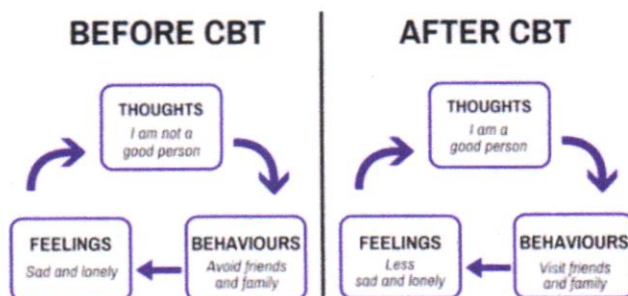 BEFORE CBT
THOUGHTS
I am not a
good person
FEELINGS
Sad and lonely
BEHAVIOURS
Avoid friends
and family
AFTER CBT
THOUGHTS
I am a
good person
FEELINGS
Less
sad and lonely
BEHAVIOURS
Visit friends
and family